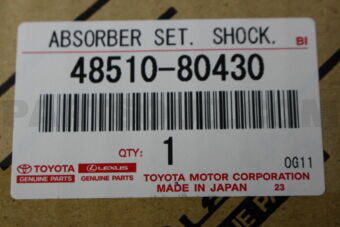 ABSORBER SET. SHOCK.
BI
48510-80430
QTY: 1
0G11
TOYOTA LEXUS
GENUINE PARTS GENUINE PARTS
TOYOTA MOTOR CORPORATION
MADE IN JAPAN 23